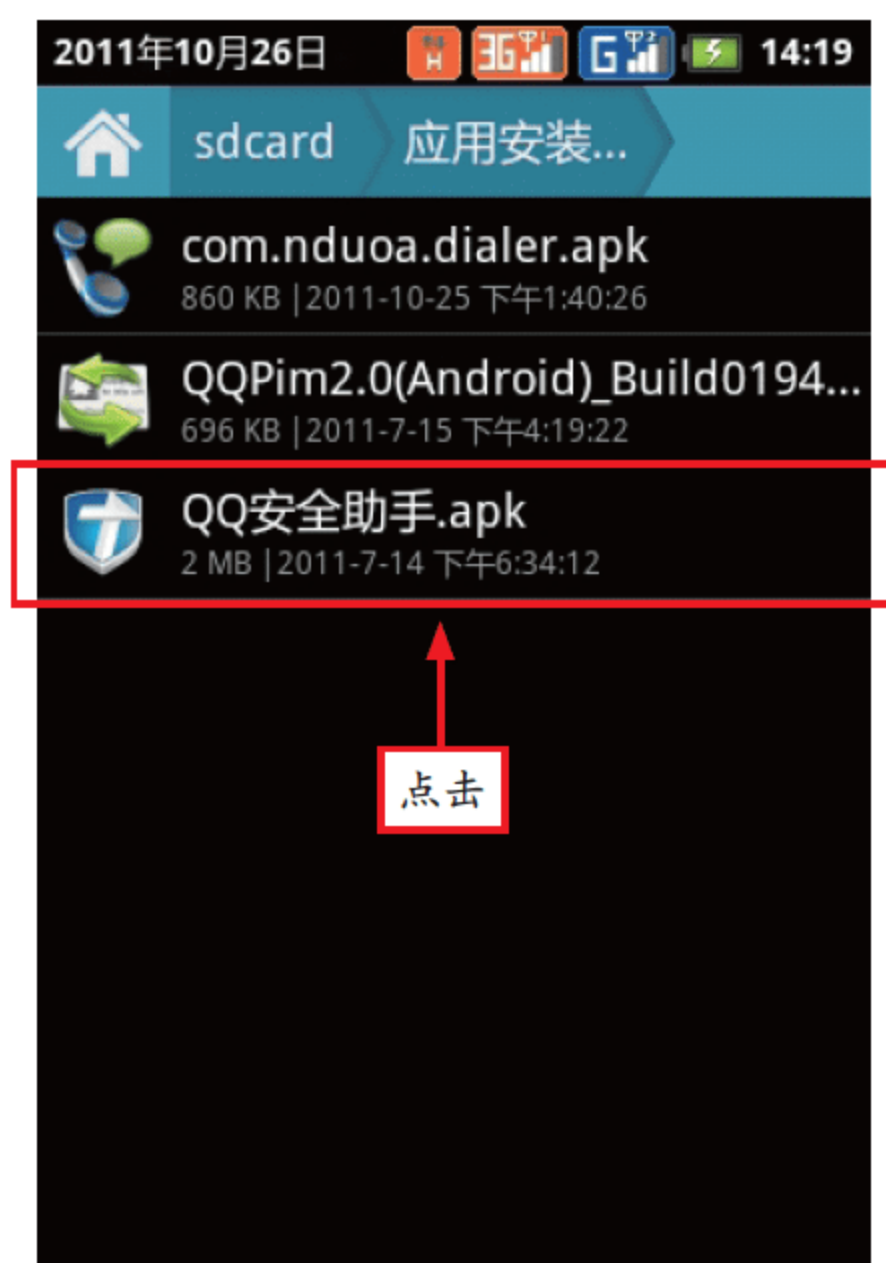 2011年10月26日 H 3G 1 G 2 14:19
sdcard 应用安装...
com.nduoa.dialer.apk
860 KB |2011-10-25 下午1:40:26
QQPim2.0(Android)_Build0194...
696 KB |2011-7-15 下午4:19:22
QQ安全助手.apk
2 MB |2011-7-14 下午6:34:12
点击